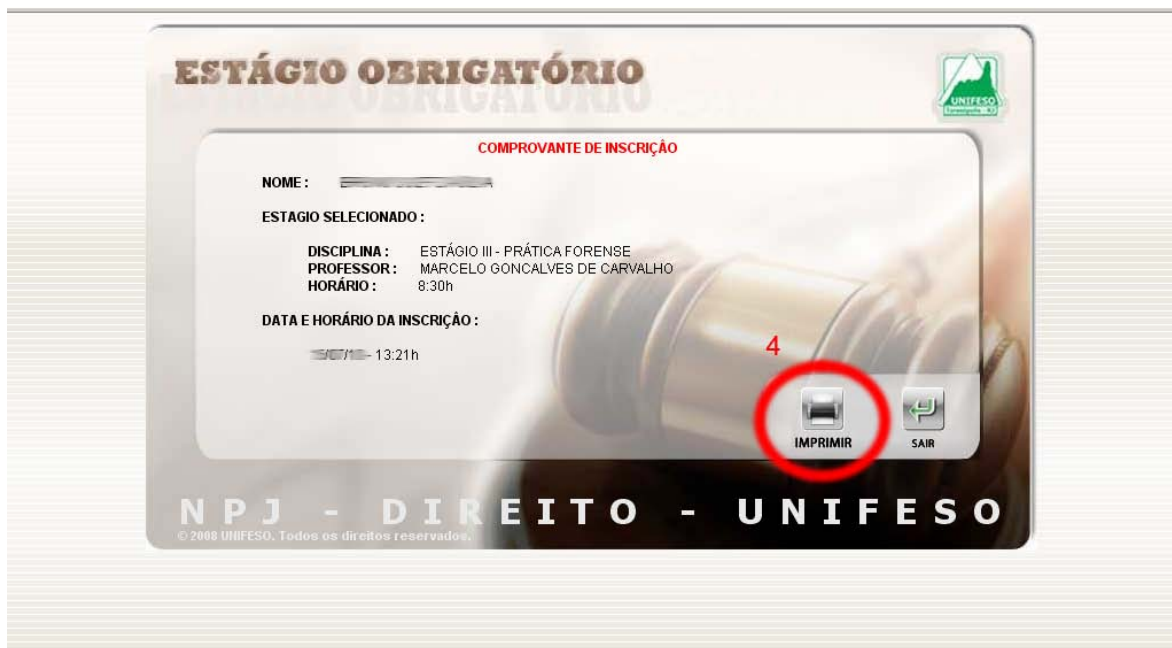 ESTÁGIO OBRIGATÓRIO
UNIFESO
COMPROVANTE DE INSCRIÇÂO
NOME :
ESTAGIO SELECIONADO :
DISCIPLINA : ESTÁGIO III - PRÁTICA FORENSE
PROFESSOR : MARCELO GONCALVES DE CARVALHO
HORÁRIO : 8:30h
DATA E HORÁRIO DA INSCRIÇÂO :
- 13:21h
4
IMPRIMIR SAIR
NPJ - DIREITO - UNIFESO
© 2008 UNIFESO. Todos os direitos reservados.